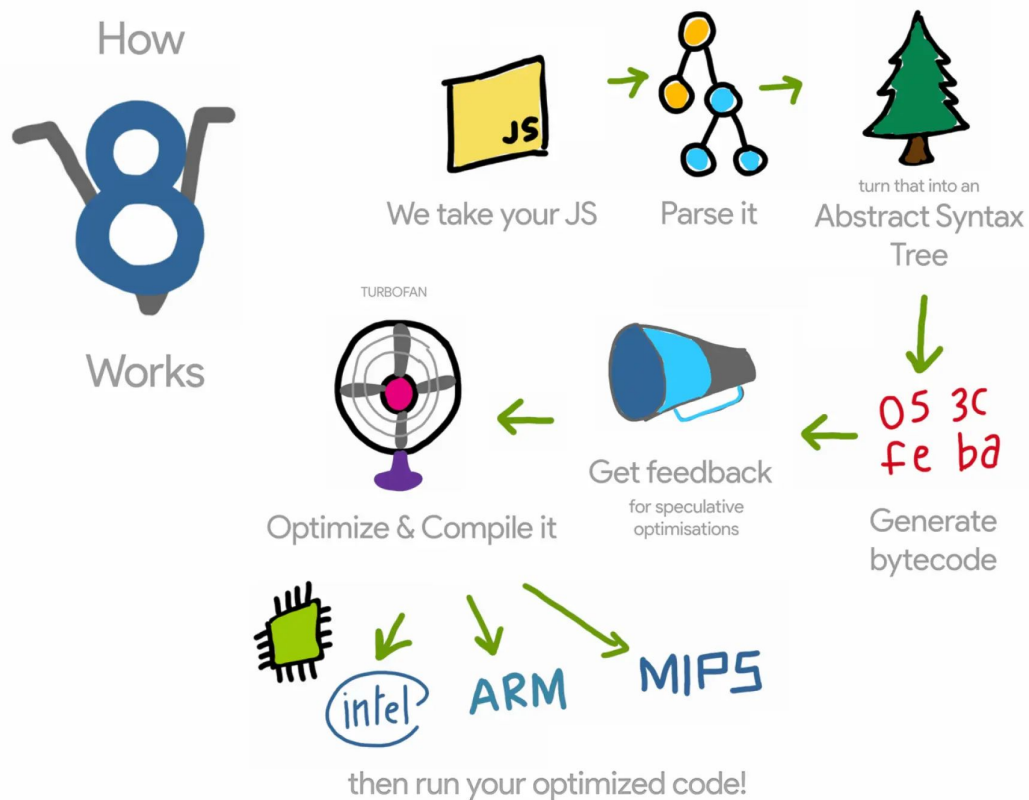 How
8
Works
JS
We take your JS
Parse it
turn that into an
Abstract Syntax
Tree
05 3c
fe ba
Generate
bytecode
Get feedback
for speculative
optimisations
TURBOFAN
Optimize & Compile it
intel
ARM
MIPS
then run your optimized code!